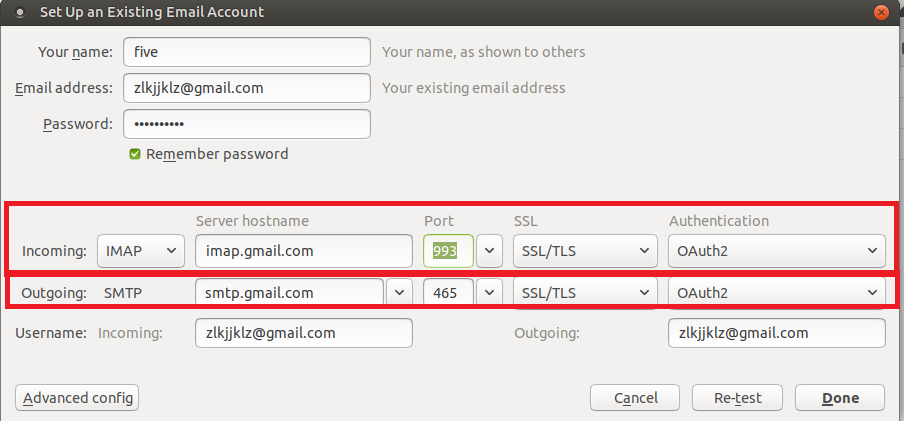 Set Up an Existing Email Account
Your name: five Your name, as shown to others
Email address: zlkjjklz@gmail.com Your existing email address
Password: ••••••••••
Remember password
Server hostname Port SSL Authentication
Incoming: IMAP imap.gmail.com 993 SSL/TLS OAuth2
Outgoing: SMTP smtp.gmail.com 465 SSL/TLS OAuth2
Username: Incoming: zlkjjklz@gmail.com Outgoing: zlkjjklz@gmail.com
Advanced config Cancel Re-test Done